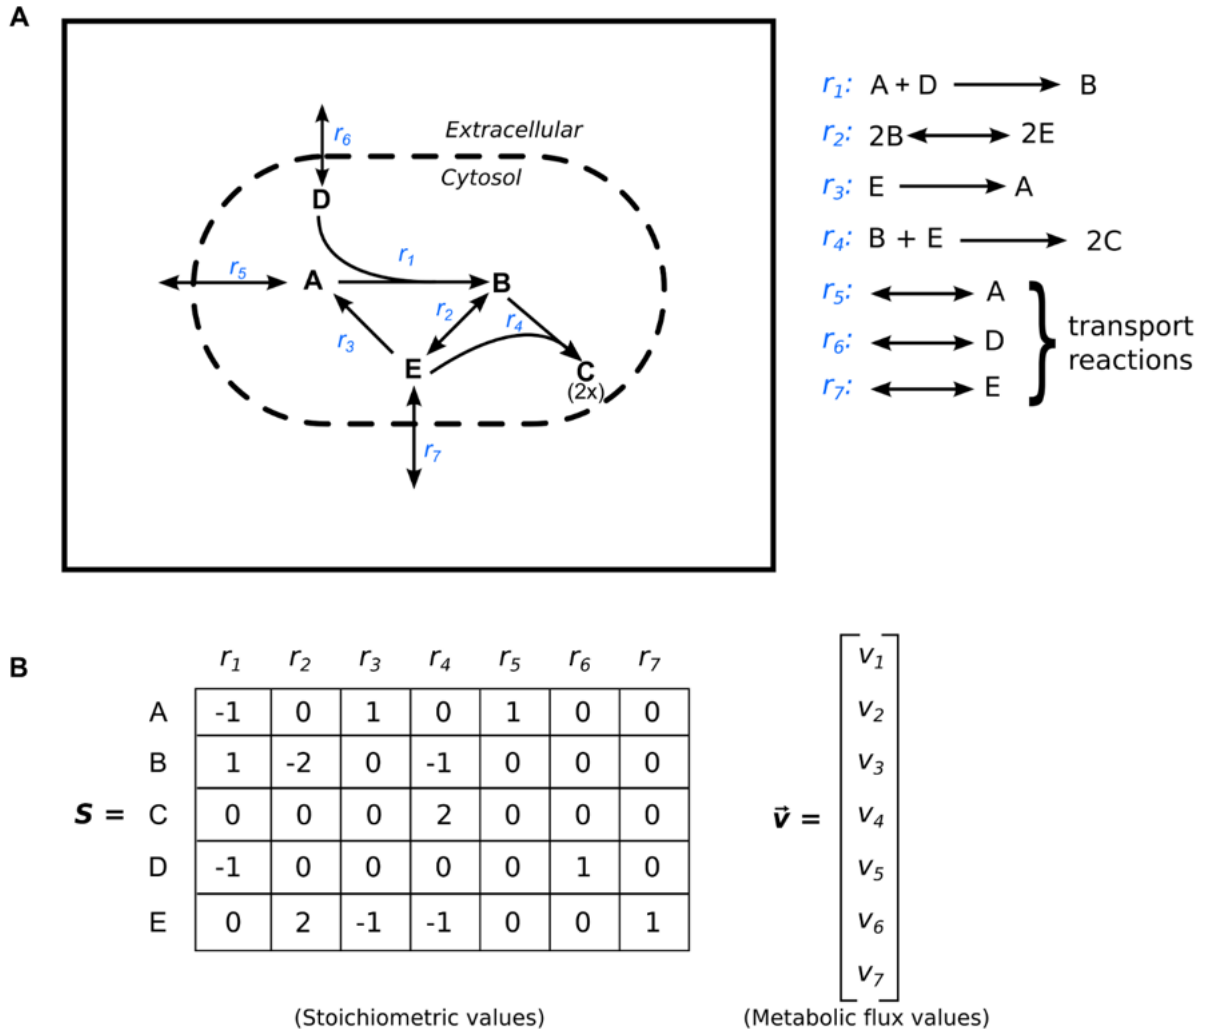 A
r1: A + D → B
r2: 2B ↔ 2E
r3: E → A
r4: B + E → 2C
r5: ↔ A
r6: ↔ D
r7: ↔ E
transport
reactions
Extracellular
Cytosol
r6
D
r5
A
r1
B
r2
r4
r3
E
C
(2x)
r7
B
r1 r2 r3 r4 r5 r6 r7
A -1 0 1 0 1 0 0
B 1 -2 0 -1 0 0 0
S = C 0 0 0 2 0 0 0
D -1 0 0 0 0 1 0
E 0 2 -1 -1 0 0 1
(Stoichiometric values)
v⃗ =
v1
v2
v3
v4
v5
v6
v7
(Metabolic flux values)